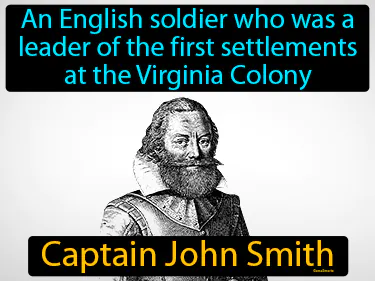 An English soldier who was a
leader of the first settlements
at the Virginia Colony
Captain John Smith